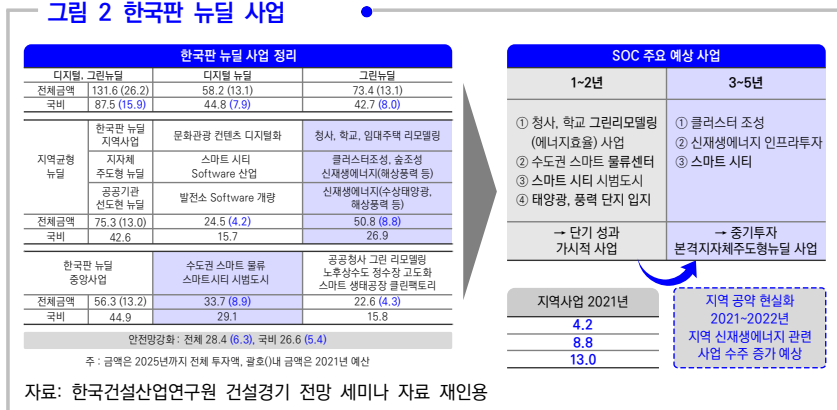 그림 2 한국판 뉴딜 사업
한국판 뉴딜 사업 정리
디지털, 그린뉴딜 디지털 뉴딜 그린뉴딜
전체금액 131.6 (26.2) 58.2 (13.1) 73.4 (13.1)
국비 87.5 (15.9) 44.8 (7.9) 42.7 (8.0)
지역균형
뉴딜
한국판 뉴딜
지역사업
문화관광 컨텐츠 디지털화
청사, 학교, 임대주택 리모델링
지자체
주도형 뉴딜
스마트 시티
Software 산업
클러스터조성, 숲조성
신재생에너지(해상풍력 등)
공공기관
선도현 뉴딜
발전소 Software 개량
신재생에너지(수상태양광,
해상풍력 등)
전체금액 75.3 (13.0) 24.5 (4.2) 50.8 (8.8)
국비 42.6 15.7 26.9
한국판 뉴딜
중앙사업
수도권 스마트 물류
스마트시티 시범도시
공공청사 그린 리모델링
노후상수도 정수장 고도화
스마트 생태공장 클린팩토리
전체금액 56.3 (13.2) 33.7 (8.9) 22.6 (4.3)
국비 44.9 29.1 15.8
안전망강화 : 전체 28.4 (6.3), 국비 26.6 (5.4)
주 : 금액은 2025년까지 전체 투자액, 괄호()내 금액은 2021년 예산
SOC 주요 예상 사업
1~2년 3~5년
① 청사, 학교 그린리모델링
(에너지효율) 사업
② 수도권 스마트 물류센터
③ 스마트 시티 시범도시
④ 태양광, 풍력 단지 입지
① 클러스터 조성
② 신재생에너지 인프라투자
③ 스마트 시티
→ 단기 성과
가시적 사업
→ 중기투자
본격지자체주도형뉴딜 사업
지역사업 2021년
4.2
8.8
13.0
지역 공약 현실화
2021~2022년
지역 신재생에너지 관련
사업 수주 증가 예상
자료: 한국건설산업연구원 건설경기 전망 세미나 자료 재인용